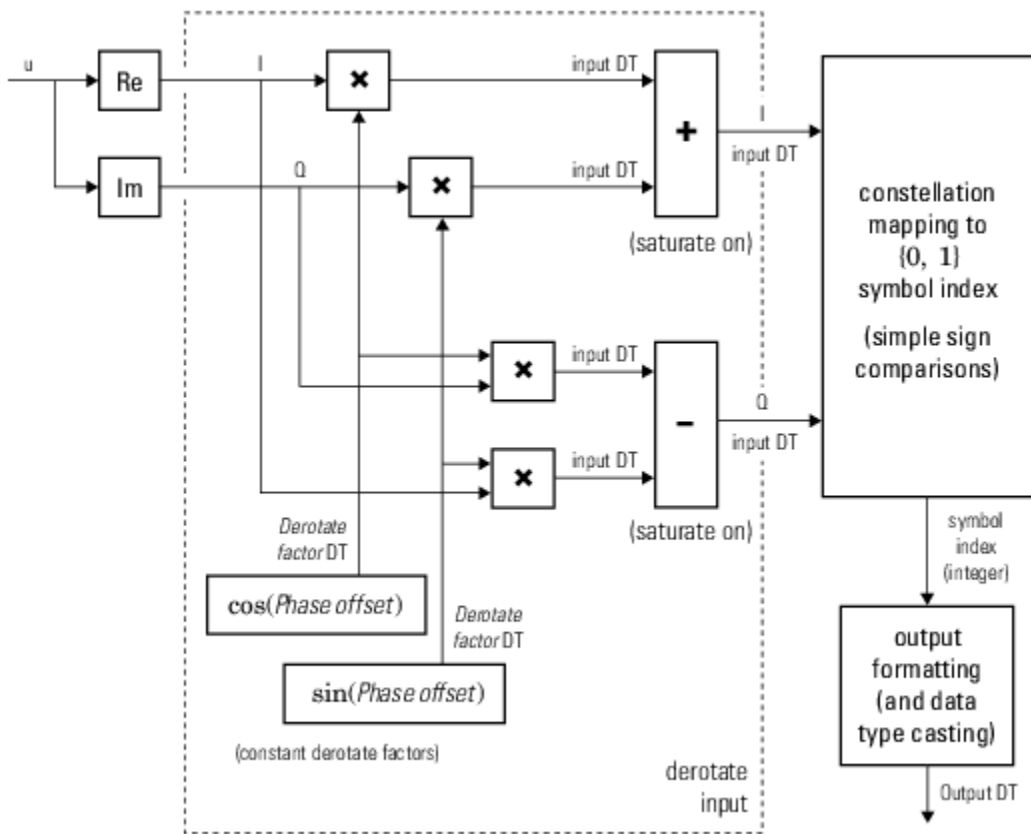 u
Re
I
×
input DT
Im
Q
×
input DT
+
I
input DT
(saturate on)
constellation
mapping to
{0, 1}
symbol index
(simple sign
comparisons)
×
input DT
×
input DT
−
Q
input DT
(saturate on)
Derotate
factor DT
cos(Phase offset)
Derotate
factor DT
sin(Phase offset)
(constant derotate factors)
derotate
input
symbol
index
(integer)
output
formatting
(and data
type casting)
Output DT